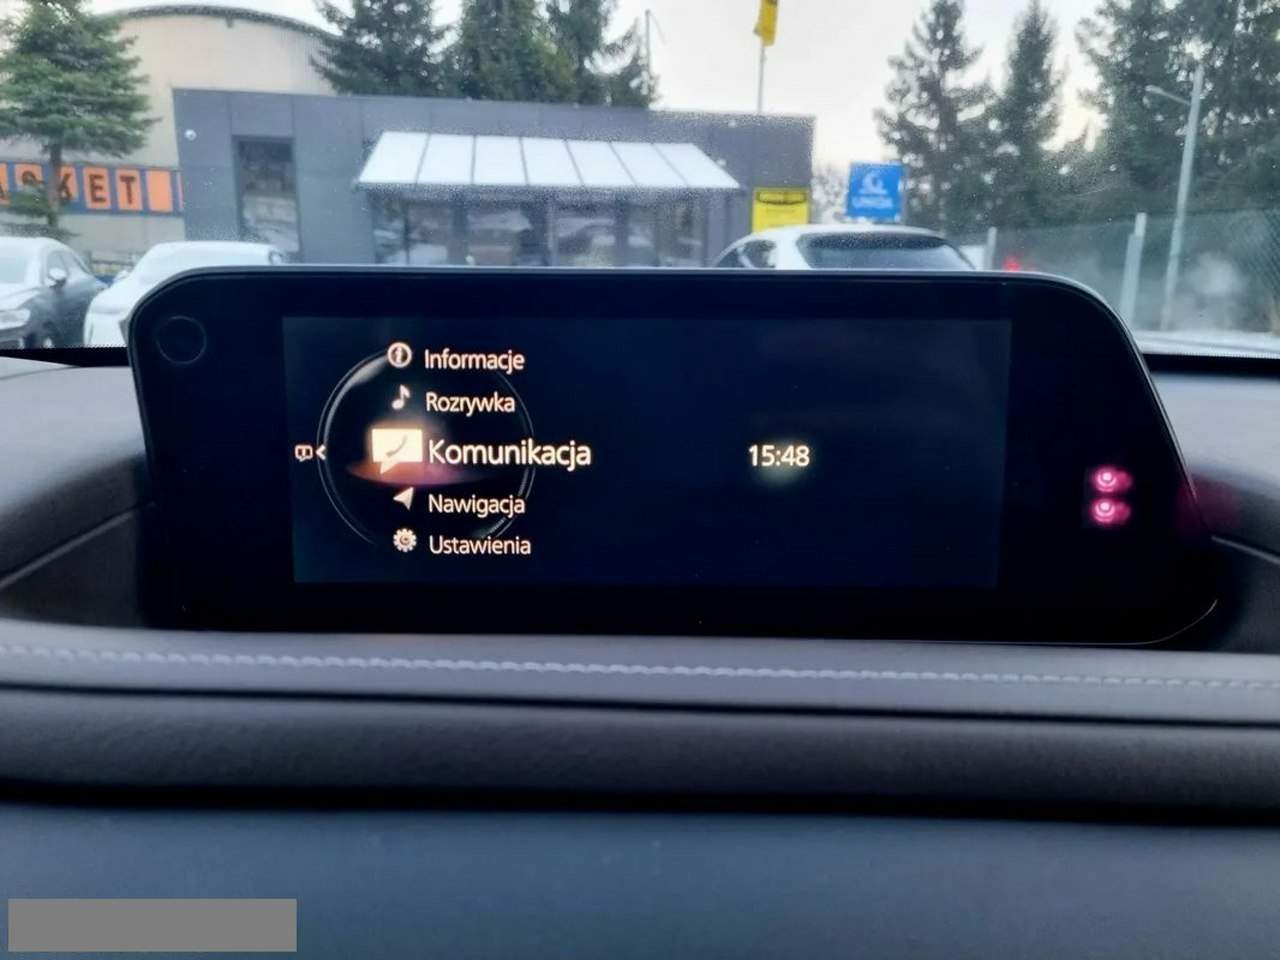 Informacje
Rozrywka
Komunikacja
15:48
Nawigacja
Ustawienia